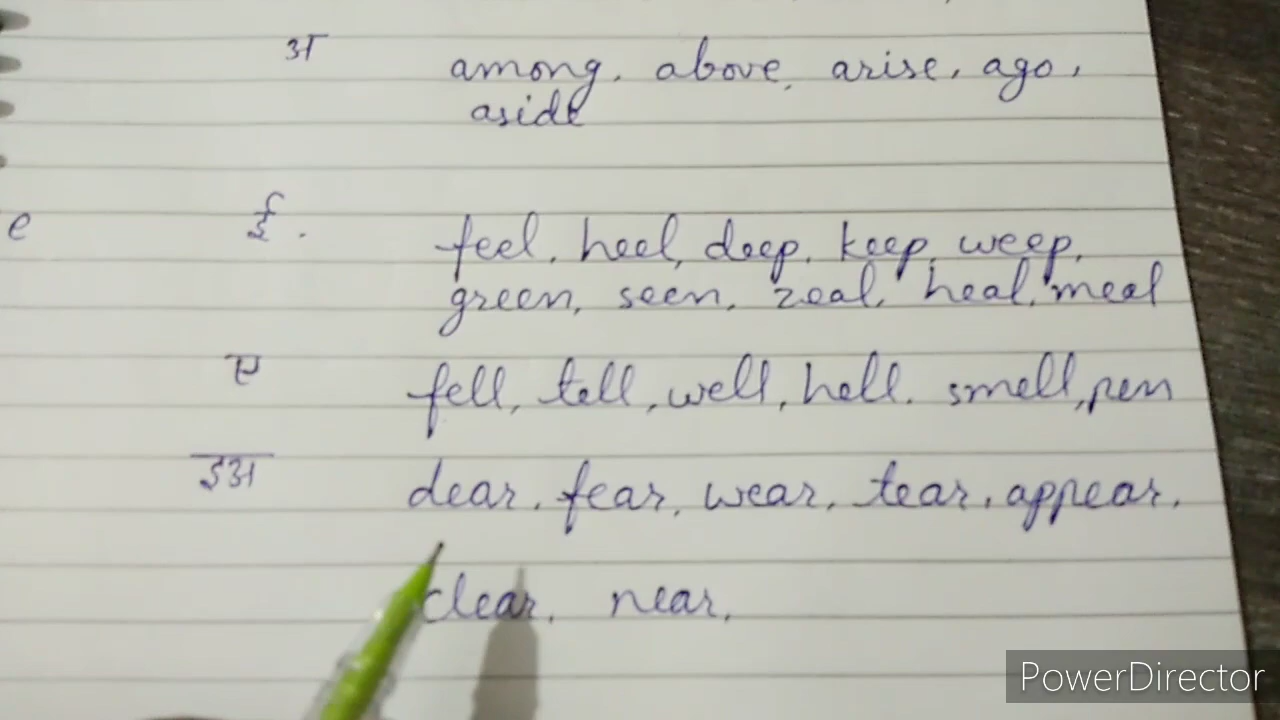 अ among, above, arise, ago,
aside
e ई. feel, heel, deep, keep, weep,
green, seen, zeal, heal, meal
ए fell, tell, well, hell. smell, pen
इअ dear, fear, wear, tear, appear,
clear, near,
PowerDirector